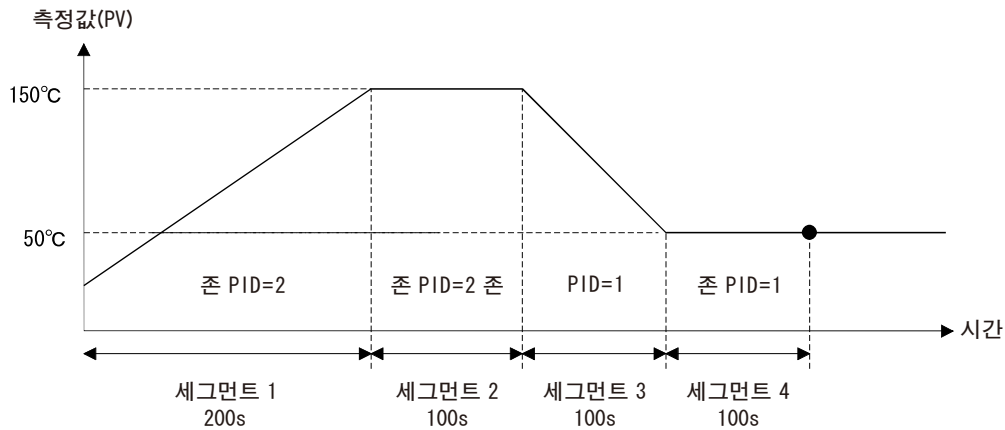 측정값(PV)
150℃
50℃
존 PID=2
존 PID=2 존
PID=1
존 PID=1
시간
세그먼트 1
200s
세그먼트 2
100s
세그먼트 3
100s
세그먼트 4
100s